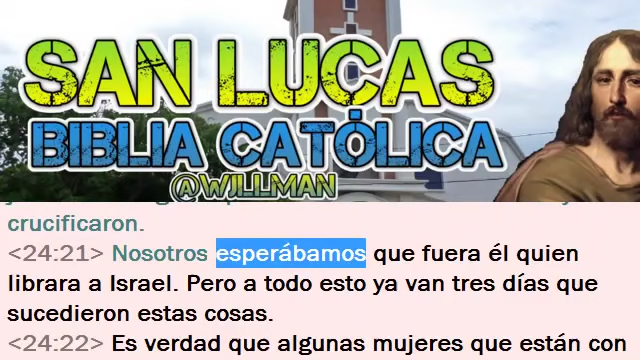 SAN LUCAS
BIBLIA CATÓLICA
@WJLLMAN
crucificaron.
<24:21> Nosotros esperábamos que fuera él quien
librara a Israel. Pero a todo esto ya van tres días que
sucedieron estas cosas.
<24:22> Es verdad que algunas mujeres que están con